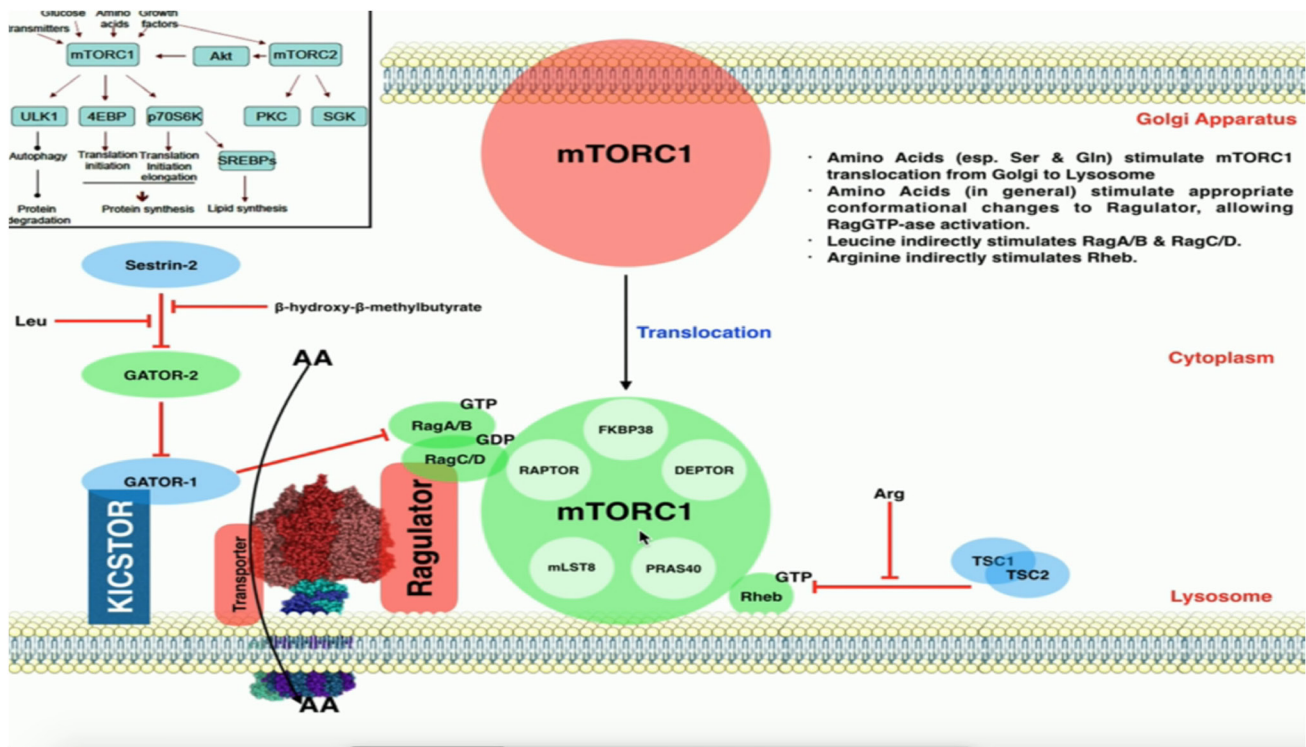 Glucose
Amino
acids
Growth
factors
transmitters
mTORC1
Akt
mTORC2
ULK1
4EBP
p70S6K
PKC
SGK
Autophagy
Translation
initiation
Translation
Initiation
elongation
SREBPs
Protein
degradation
Protein synthesis
Lipid synthesis
mTORC1
Golgi Apparatus
· Amino Acids (esp. Ser & Gln) stimulate mTORC1
translocation from Golgi to Lysosome
· Amino Acids (in general) stimulate appropriate
conformational changes to Ragulator, allowing
RagGTP-ase activation.
· Leucine indirectly stimulates RagA/B & RagC/D.
· Arginine indirectly stimulates Rheb.
Sestrin-2
Leu
β-hydroxy-β-methylbutyrate
Translocation
GATOR-2
AA
Cytoplasm
GTP
RagA/B
GDP
RagC/D
FKBP38
RAPTOR
DEPTOR
GATOR-1
KICSTOR
Transporter
Ragulator
mTORC1
Arg
mLST8
PRAS40
GTP
Rheb
TSC1
TSC2
Lysosome
AA